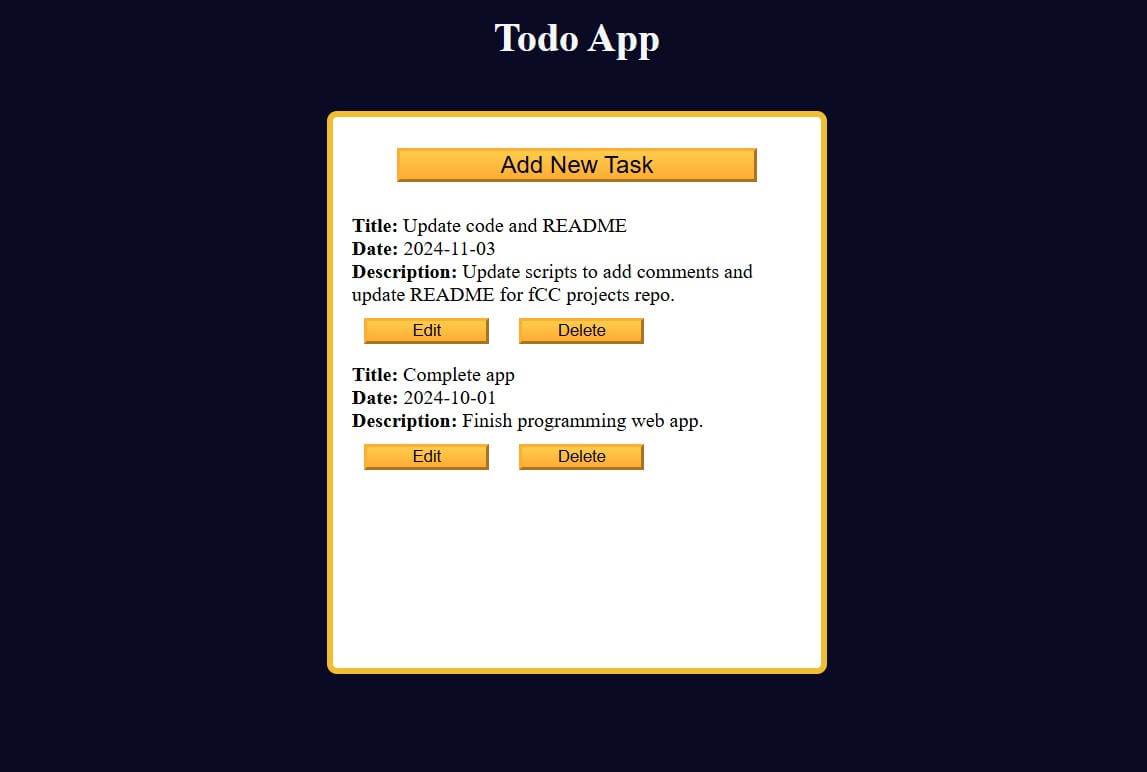 Todo App
Add New Task
Title: Update code and README
Date: 2024-11-03
Description: Update scripts to add comments and
update README for fCC projects repo.
Edit Delete
Title: Complete app
Date: 2024-10-01
Description: Finish programming web app.
Edit Delete